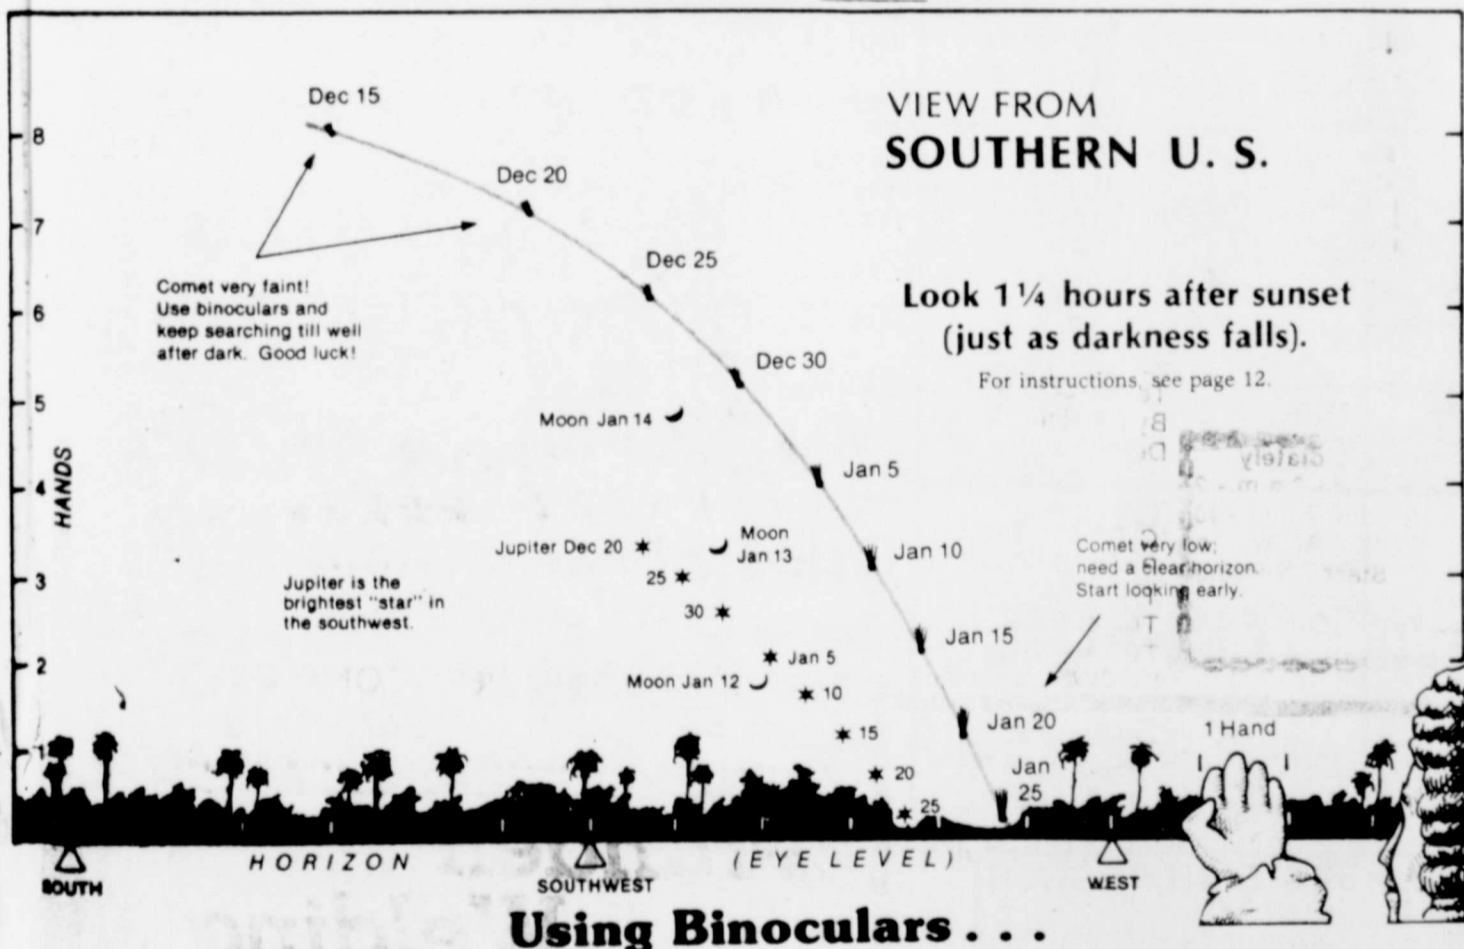 VIEW FROM
SOUTHERN U. S.
Look 1 1/4 hours after sunset
(just as darkness falls).
For instructions, see page 12.
Dec 15
Dec 20
Dec 25
Dec 30
Jan 5
Jan 10
Jan 15
Jan 20
Jan
25
Comet very faint!
Use binoculars and
keep searching till well
after dark. Good luck!
Moon Jan 14
Moon
Jan 13
Jupiter Dec 20
25
30
Jan 5
Moon Jan 12
10
15
20
25
Jupiter is the
brightest "star" in
the southwest.
Comet very low;
need a clear horizon.
Start looking early.
1 Hand
8
7
6
5
4
3
2
1
HANDS
HORIZON
(EYE LEVEL)
SOUTH
SOUTHWEST
WEST
Using Binoculars . . .